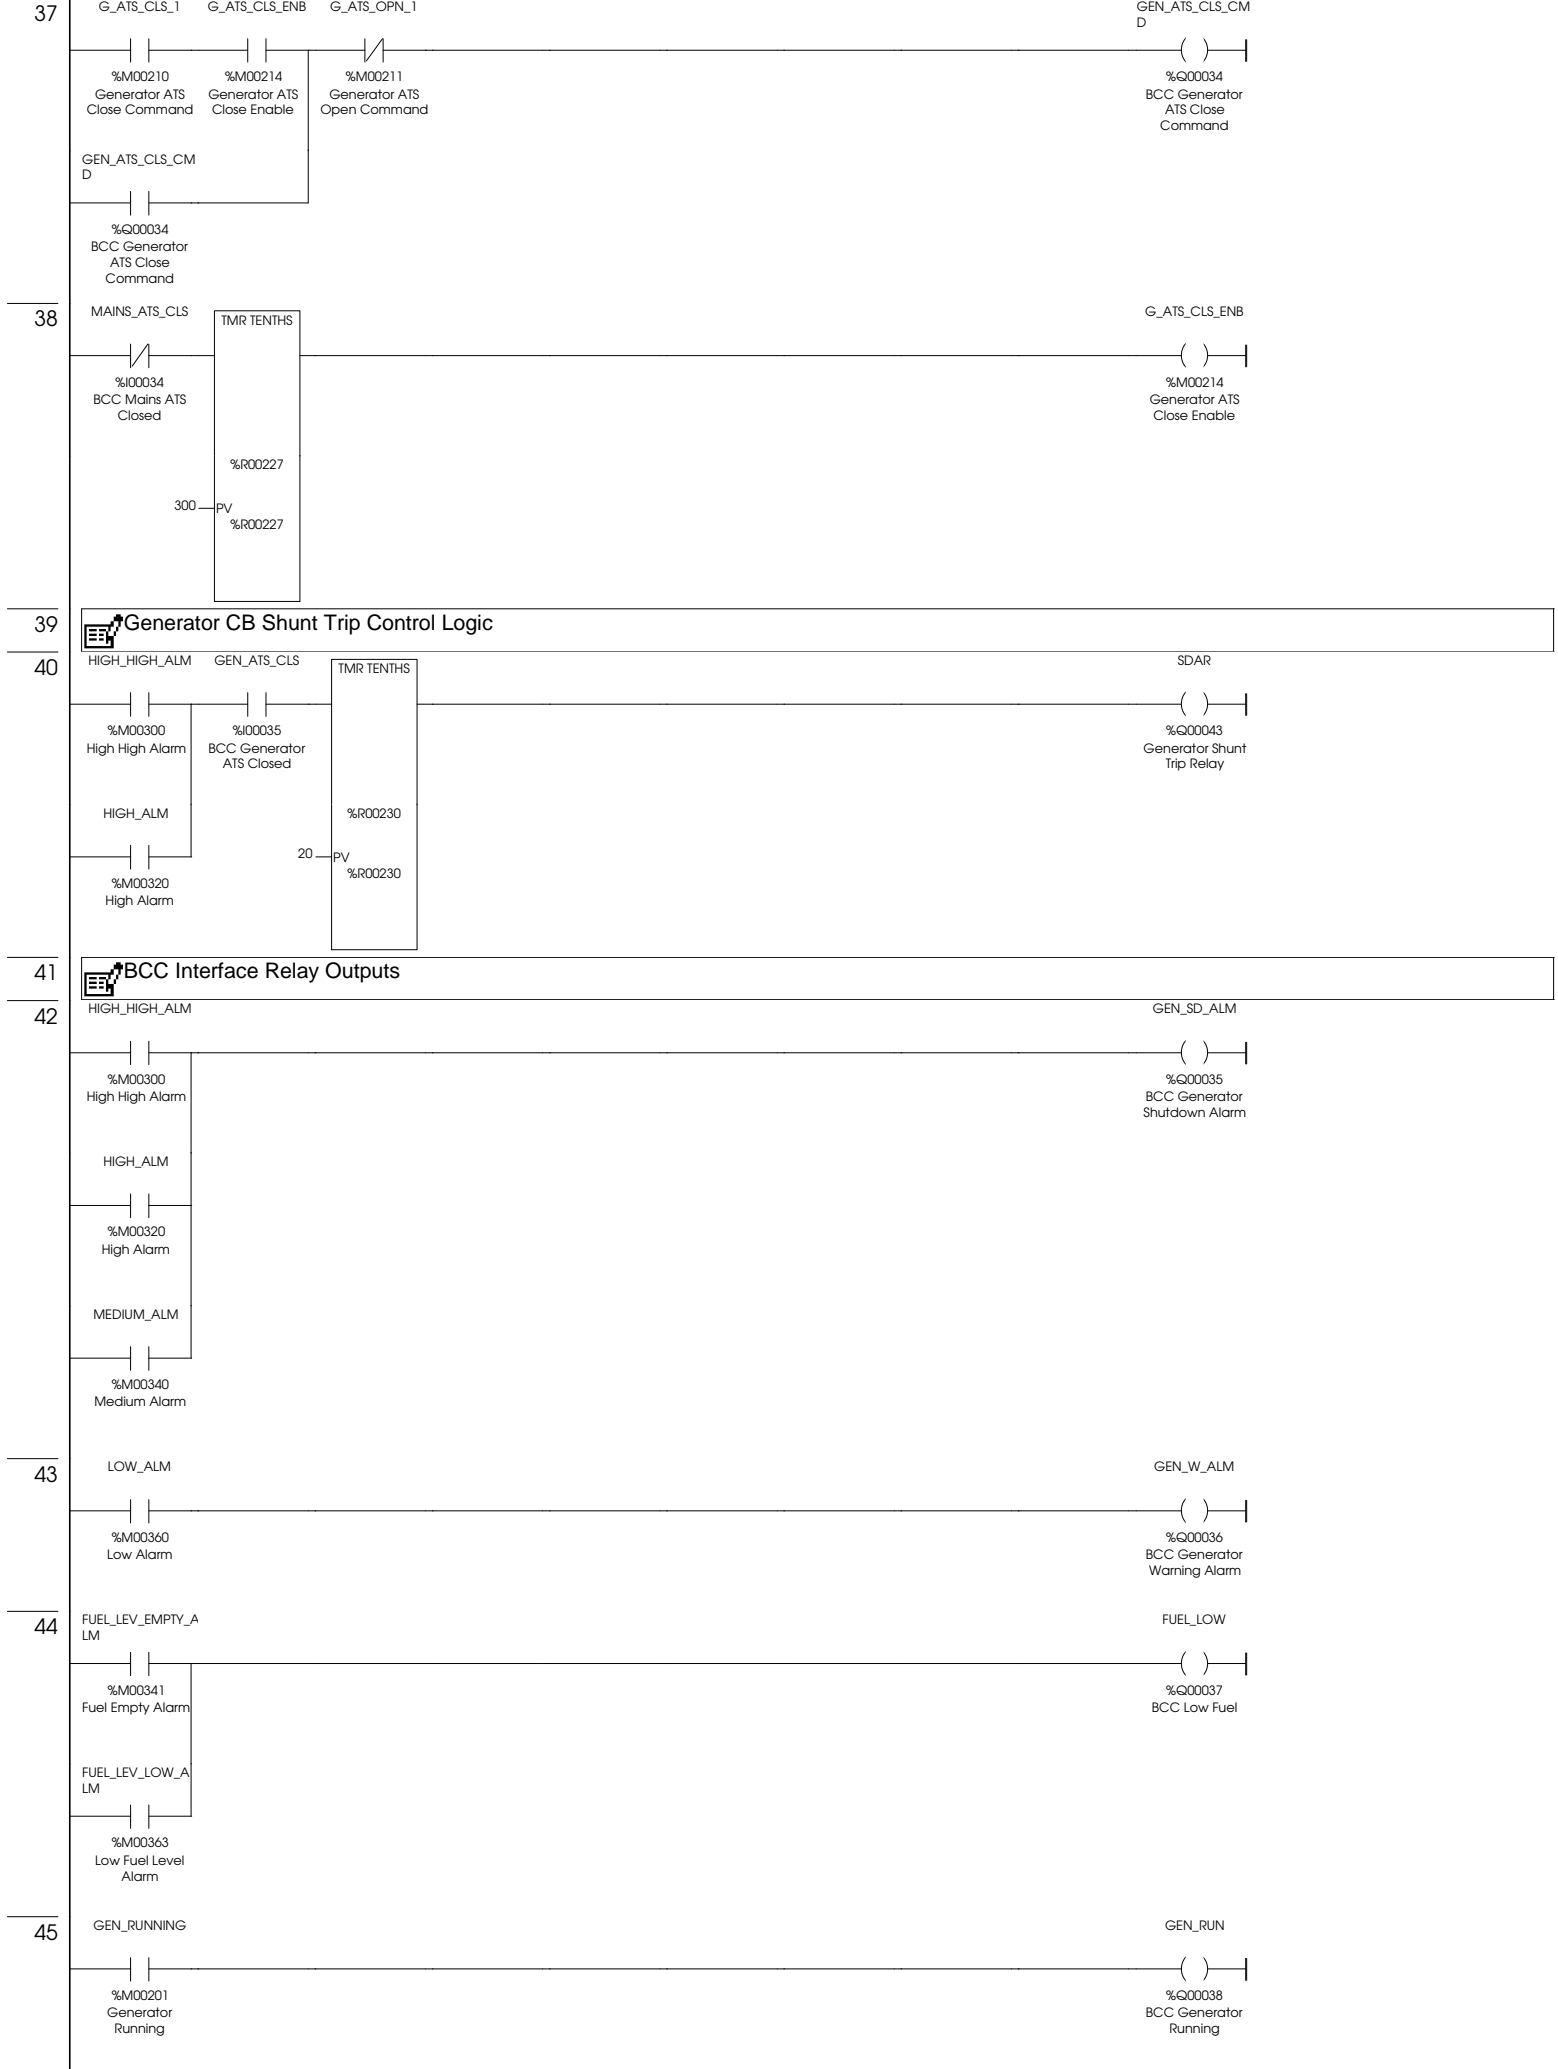 37
G_ATS_CLS_1 G_ATS_CLS_ENB G_ATS_OPN_1 GEN_ATS_CLS_CM
D
%M00210 %M00214 %M00211 %Q00034
Generator ATS Generator ATS Generator ATS BCC Generator
Close Command Close Enable Open Command ATS Close
Command
GEN_ATS_CLS_CM
D
%Q00034
BCC Generator
ATS Close
Command
38
MAINS_ATS_CLS TMR TENTHS G_ATS_CLS_ENB
%I00034 %M00214
BCC Mains ATS Generator ATS
Closed Close Enable
%R00227
300 PV
%R00227
39 Generator CB Shunt Trip Control Logic
40
HIGH_HIGH_ALM GEN_ATS_CLS TMR TENTHS SDAR
%M00300 %I00035 %Q00043
High High Alarm BCC Generator Generator Shunt
ATS Closed Trip Relay
HIGH_ALM %R00230
20 PV
%R00230
%M00320
High Alarm
41 BCC Interface Relay Outputs
42
HIGH_HIGH_ALM GEN_SD_ALM
%M00300 %Q00035
High High Alarm BCC Generator
Shutdown Alarm
HIGH_ALM
%M00320
High Alarm
MEDIUM_ALM
%M00340
Medium Alarm
43
LOW_ALM GEN_W_ALM
%M00360 %Q00036
Low Alarm BCC Generator
Warning Alarm
44
FUEL_LEV_EMPTY_A FUEL_LOW
LM
%M00341 %Q00037
Fuel Empty Alarm BCC Low Fuel
FUEL_LEV_LOW_A
LM
%M00363
Low Fuel Level
Alarm
45
GEN_RUNNING GEN_RUN
%M00201 %Q00038
Generator BCC Generator
Running Running